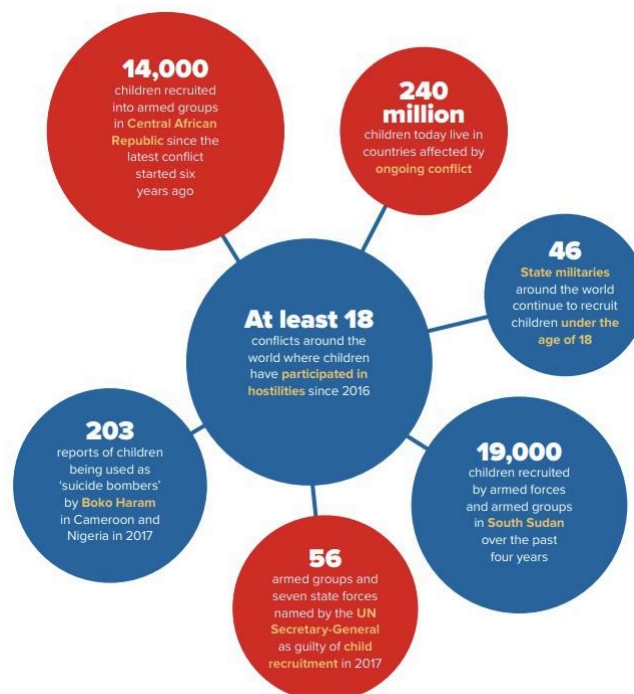 14,000
children recruited
into armed groups
in Central African
Republic since the
latest conflict
started six
years ago
240
million
children today live in
countries affected by
ongoing conflict
46
State militaries
around the world
continue to recruit
children under the
age of 18
At least 18
conflicts around the
world where children
have participated in
hostilities since 2016
203
reports of children
being used as
‘suicide bombers’
by Boko Haram
in Cameroon and
Nigeria in 2017
19,000
children recruited
by armed forces
and armed groups
in South Sudan
over the past
four years
56
armed groups and
seven state forces
named by the UN
Secretary-General
as guilty of child
recruitment in 2017